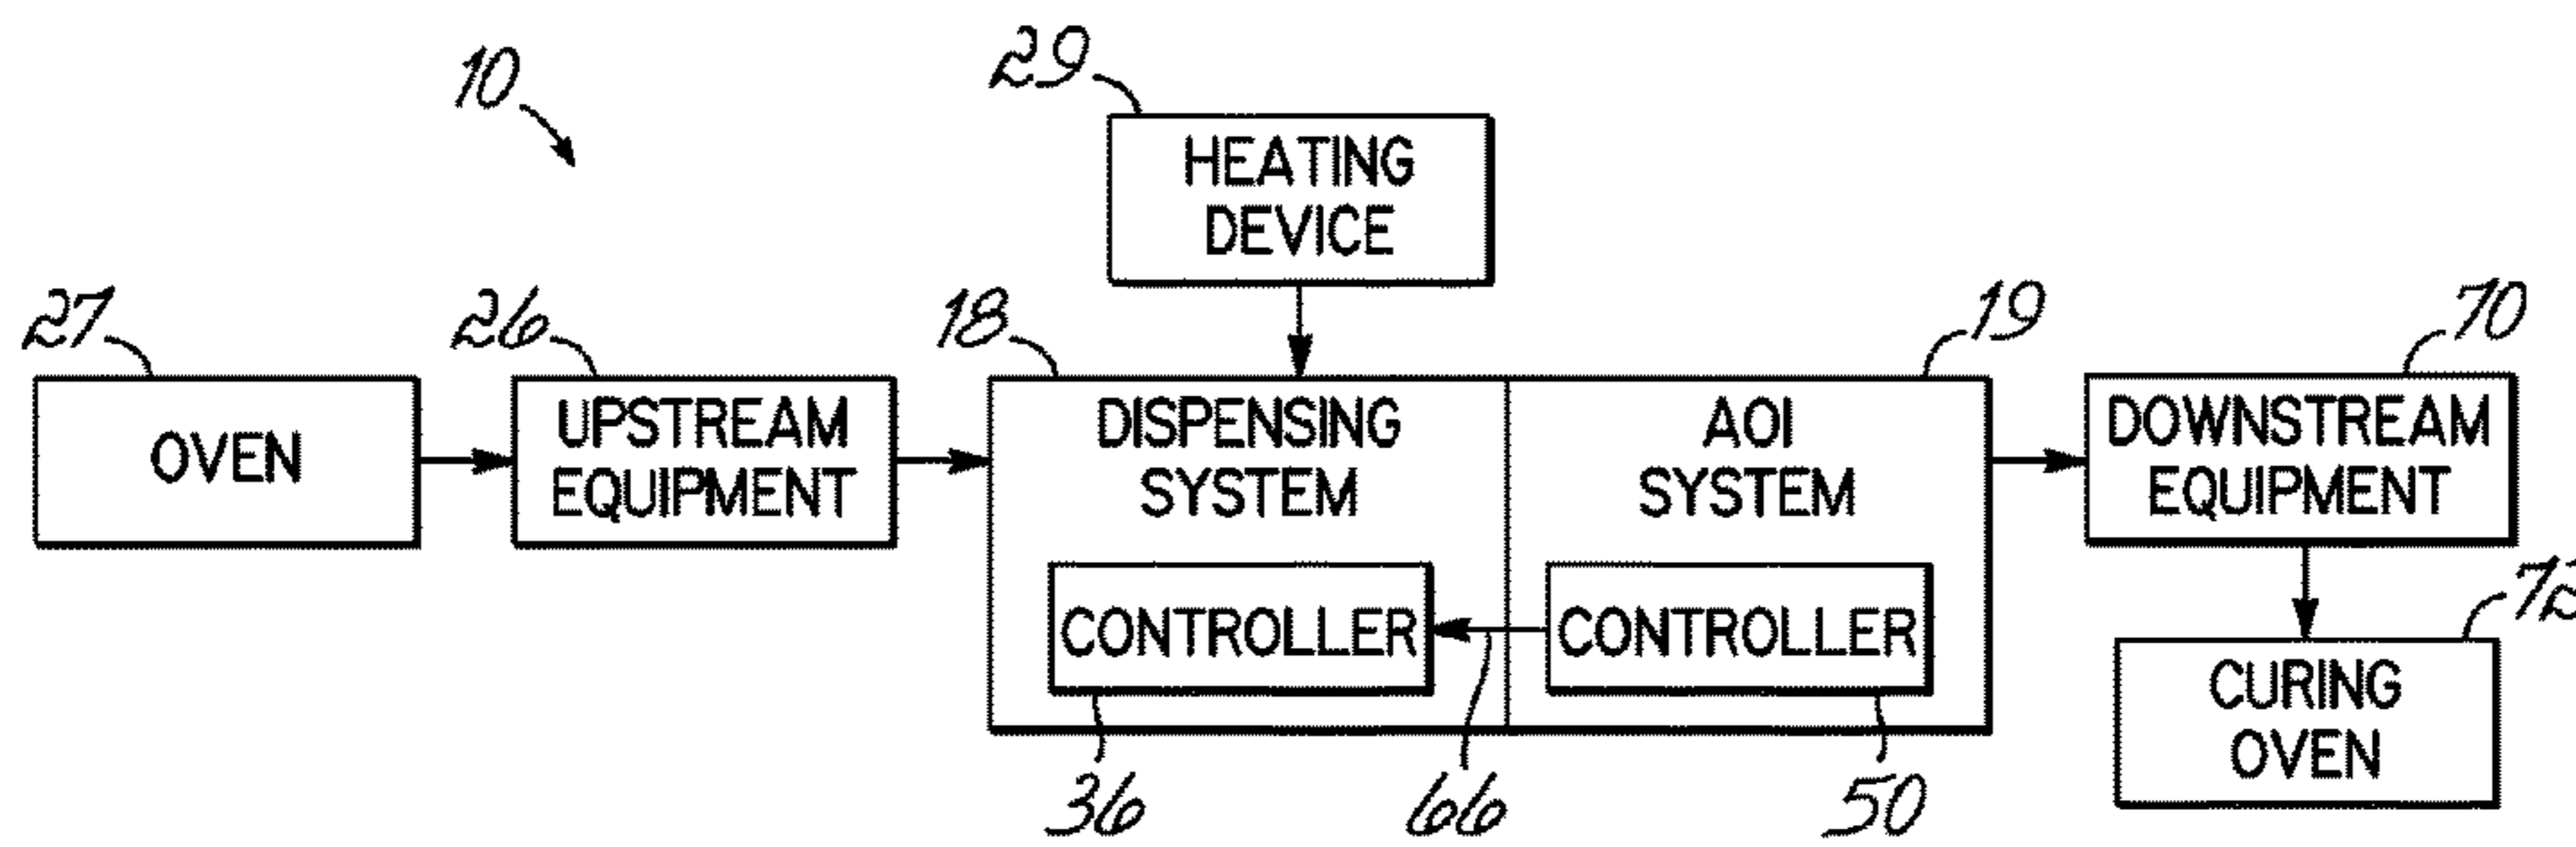 10
29
HEATING
DEVICE
27
26
18
19
70
OVEN
UPSTREAM
EQUIPMENT
DISPENSING
SYSTEM
AOI
SYSTEM
DOWNSTREAM
EQUIPMENT
CONTROLLER
CONTROLLER
CURING
OVEN
36
66
50